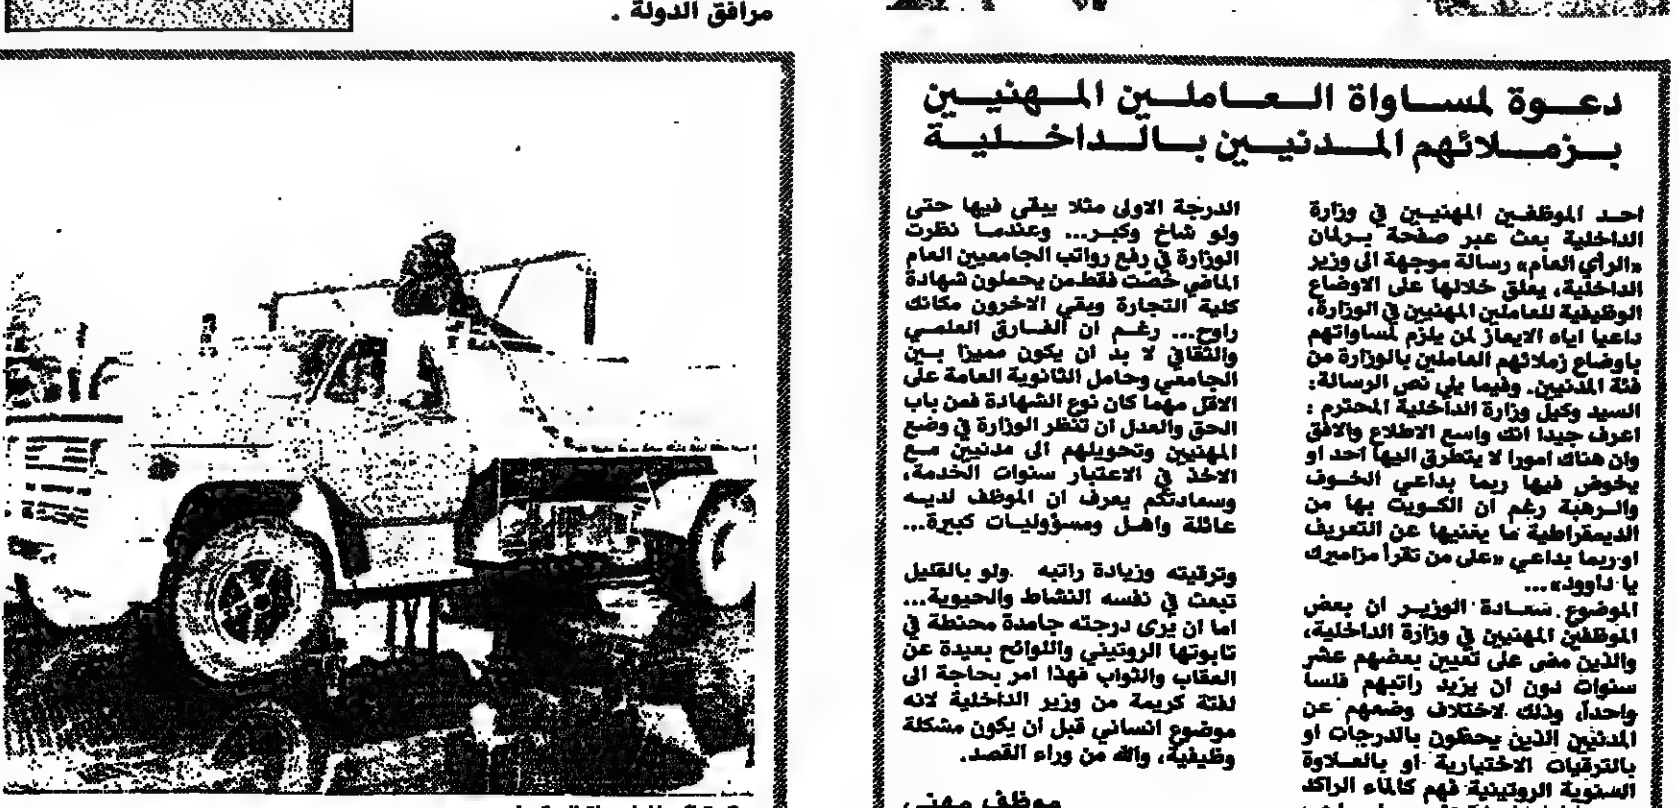 مرافق الدولة .
دعوة لمساواة العاملين المهنيين
بزملائهم المدنيين بالداخلية
احد الموظفين المهنيين في وزارة
الداخلية بعث عبر صفحة برلمان
«الرأي العام» رسالة موجهة الى وزير
الداخلية، يعلق خلالها على الاوضاع
الوظيفية للعاملين المهنيين في الوزارة،
داعيا اياه الايعاز لمن يلزم لمساواتهم
باوضاع زملائهم العاملين بالوزارة من
فئة المدنيين. وفيما يلي نص الرسالة:
السيد وكيل وزارة الداخلية المحترم :
اعرف جيدا انك واسع الاطلاع والافق
وان هناك امورا لا يتطرق اليها احد او
يخوض فيها ربما بداعي الخوف
والرهبة رغم ان الكويت بها من
الديمقراطية ما يغنيها عن التعريف
او ربما بداعي «على من تقرأ مزاميرك
يا داوود»...
الموضوع سعادة الوزير ان بعض
الموظفين المهنيين في وزارة الداخلية،
والذين مضى على تعيين بعضهم عشر
سنوات دون ان يزيد راتبهم فلسا
واحدا، وذلك لاختلاف وضعهم عن
المدنيين الذين يحظون بالدرجات او
بالترقيات الاختيارية او بالعلاوة
السنوية الروتينية فهم كالماء الراكد
الدرجة الاولى مثلا يبقى فيها حتى
ولو شاخ وكبر... وعندما نظرت
الوزارة في رفع رواتب الجامعيين العام
الماضي خصت فقط من يحملون شهادة
كلية التجارة وبقي الاخرون مكانك
راوح... رغم ان الفارق العلمي
والثقافي لا بد ان يكون مميزا بين
الجامعي وحامل الثانوية العامة على
الاقل مهما كان نوع الشهادة فمن باب
الحق والعدل ان تنظر الوزارة في وضع
المهنيين وتحويلهم الى مدنيين مع
الاخذ في الاعتبار سنوات الخدمة،
وسعادتكم يعرف ان الموظف لديه
عائلة واهل ومسؤوليات كبيرة...
وترقيته وزيادة راتبه ولو بالقليل
تبعث في نفسه النشاط والحيوية...
اما ان يرى درجته جامدة محنطة في
تابوتها الروتيني واللوائح بعيدة عن
العقاب والثواب فهذا امر بحاجة الى
لفتة كريمة من وزير الداخلية لانه
موضوع انساني قبل ان يكون مشكلة
وظيفية، والله من وراء القصد.
موظف مهني